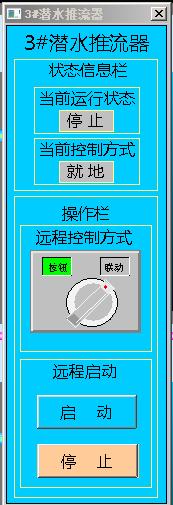 3#潜水推流器
3#潜水推流器
状态信息栏
当前运行状态
停止
当前控制方式
就地
操作栏
远程控制方式
按钮 联动
远程启动
启 动
停 止